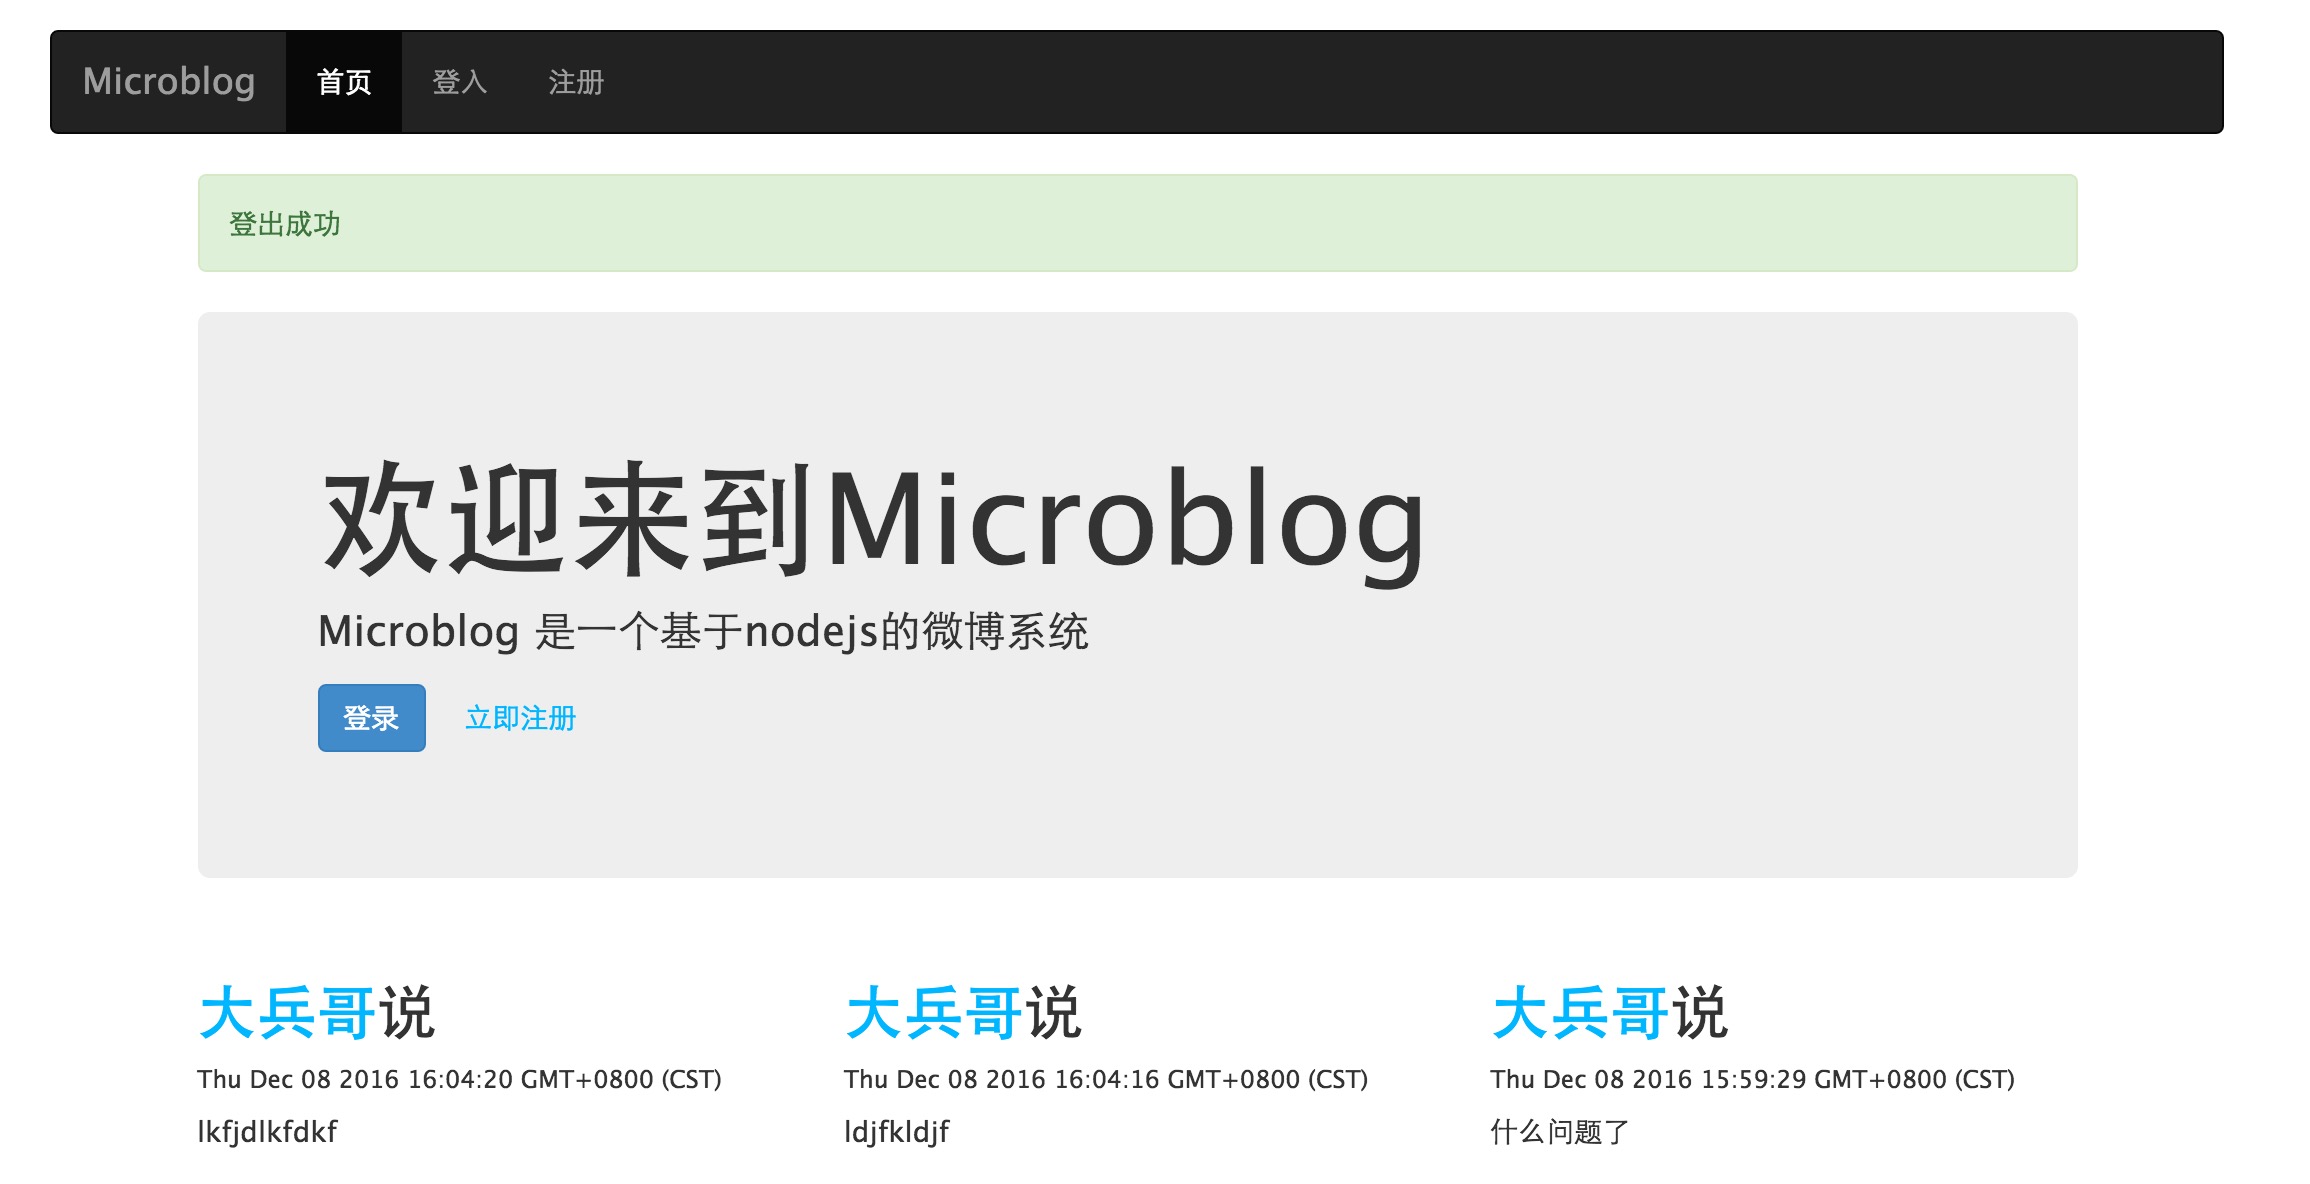 Microblog 首页 登入 注册
登出成功
欢迎来到Microblog
Microblog 是一个基于nodejs的微博系统
登录 立即注册
大兵哥说
Thu Dec 08 2016 16:04:20 GMT+0800 (CST)
lkfjdlkfdkf
大兵哥说
Thu Dec 08 2016 16:04:16 GMT+0800 (CST)
ldjfkldjf
大兵哥说
Thu Dec 08 2016 15:59:29 GMT+0800 (CST)
什么问题了